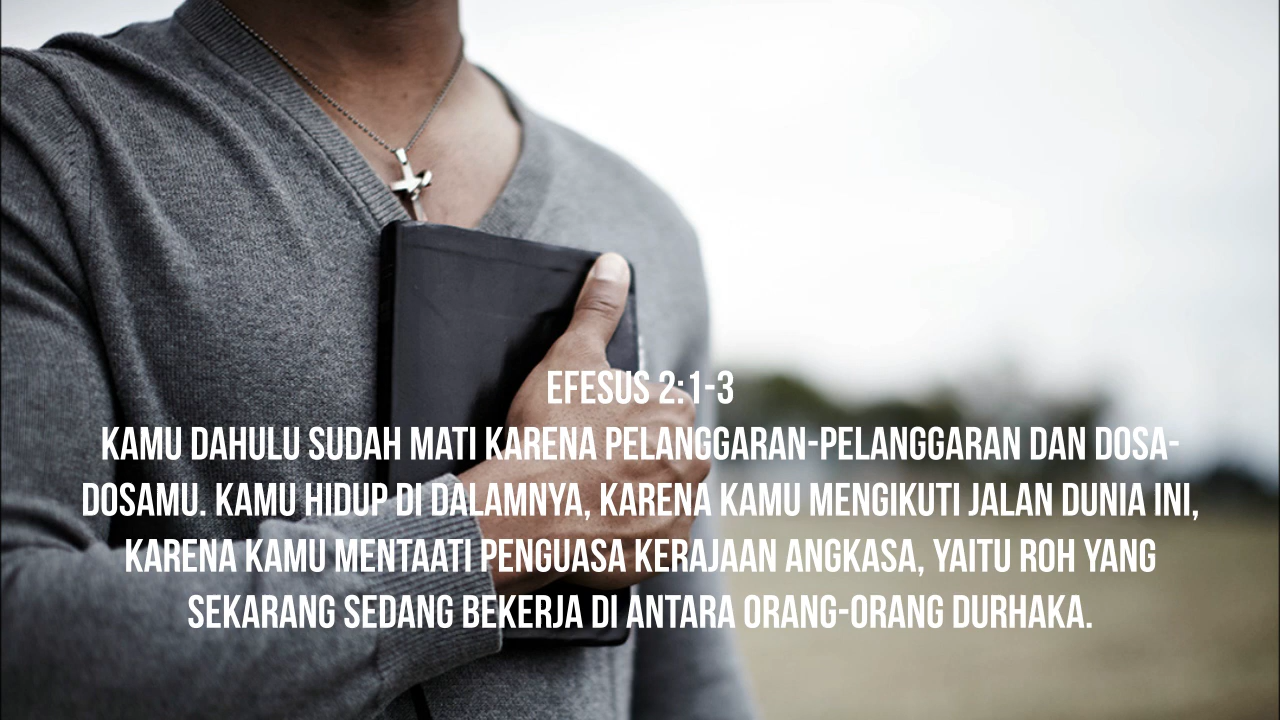 EFESUS 2:1-3
KAMU DAHULU SUDAH MATI KARENA PELANGGARAN-PELANGGARAN DAN DOSA-
DOSAMU. KAMU HIDUP DI DALAMNYA, KARENA KAMU MENGIKUTI JALAN DUNIA INI,
KARENA KAMU MENTAATI PENGUASA KERAJAAN ANGKASA, YAITU ROH YANG
SEKARANG SEDANG BEKERJA DI ANTARA ORANG-ORANG DURHAKA.